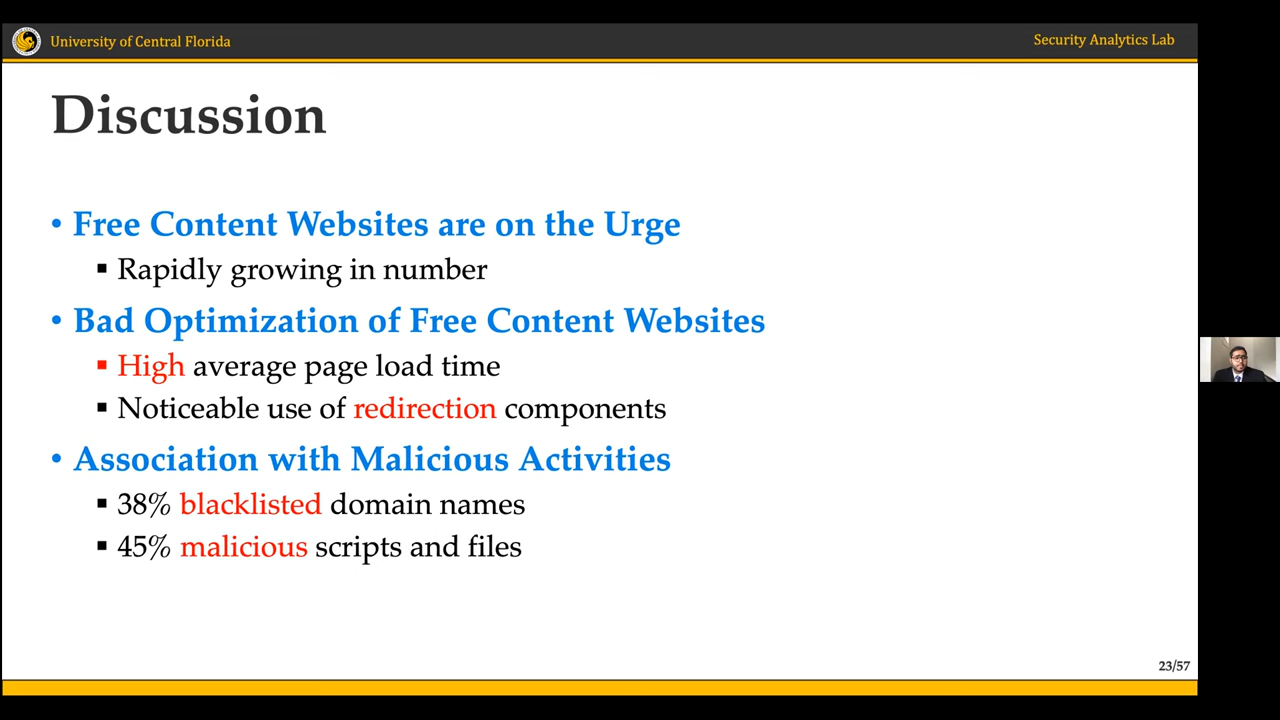 University of Central Florida
Security Analytics Lab
Discussion
• Free Content Websites are on the Urge
▪ Rapidly growing in number
• Bad Optimization of Free Content Websites
▪ High average page load time
▪ Noticeable use of redirection components
• Association with Malicious Activities
▪ 38% blacklisted domain names
▪ 45% malicious scripts and files
23/57